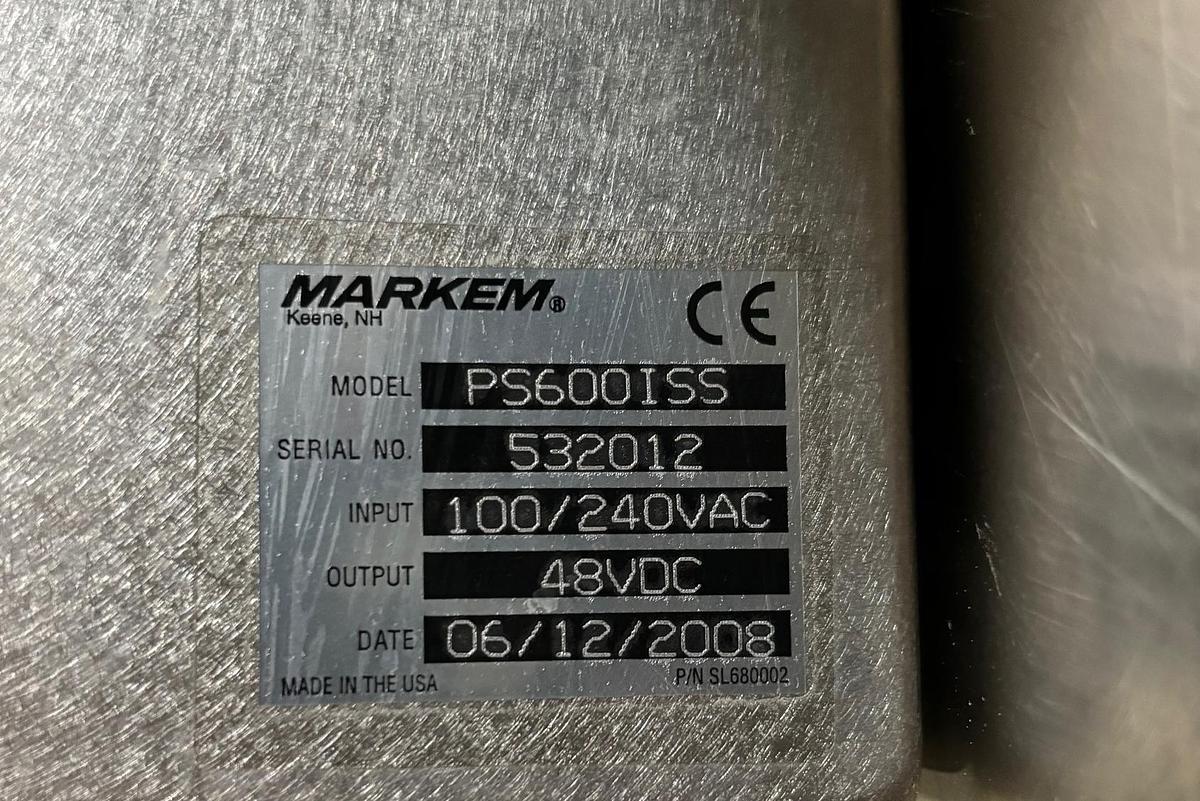 MARKEM®
Keene, NH
CE
MODEL PS600ISS
SERIAL NO. 532012
INPUT 100/240VAC
OUTPUT 48VDC
DATE 06/12/2008
MADE IN THE USA P/N SL680002